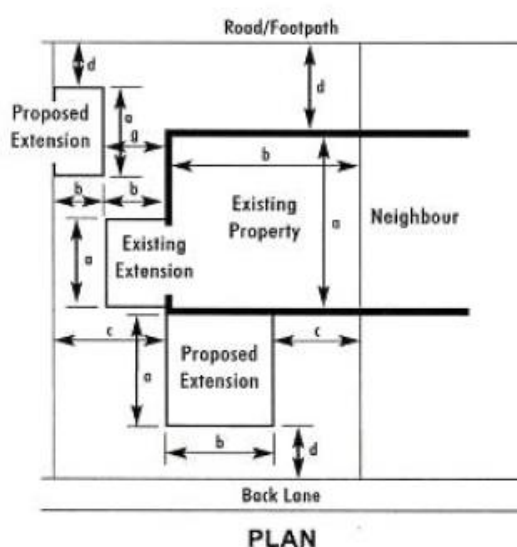 Road/Footpath
d
d
Proposed
Extension
a
g
b
b
b
Existing
Property
a
Neighbour
a
Existing
Extension
c
c
a
Proposed
Extension
b
d
Back Lane
PLAN